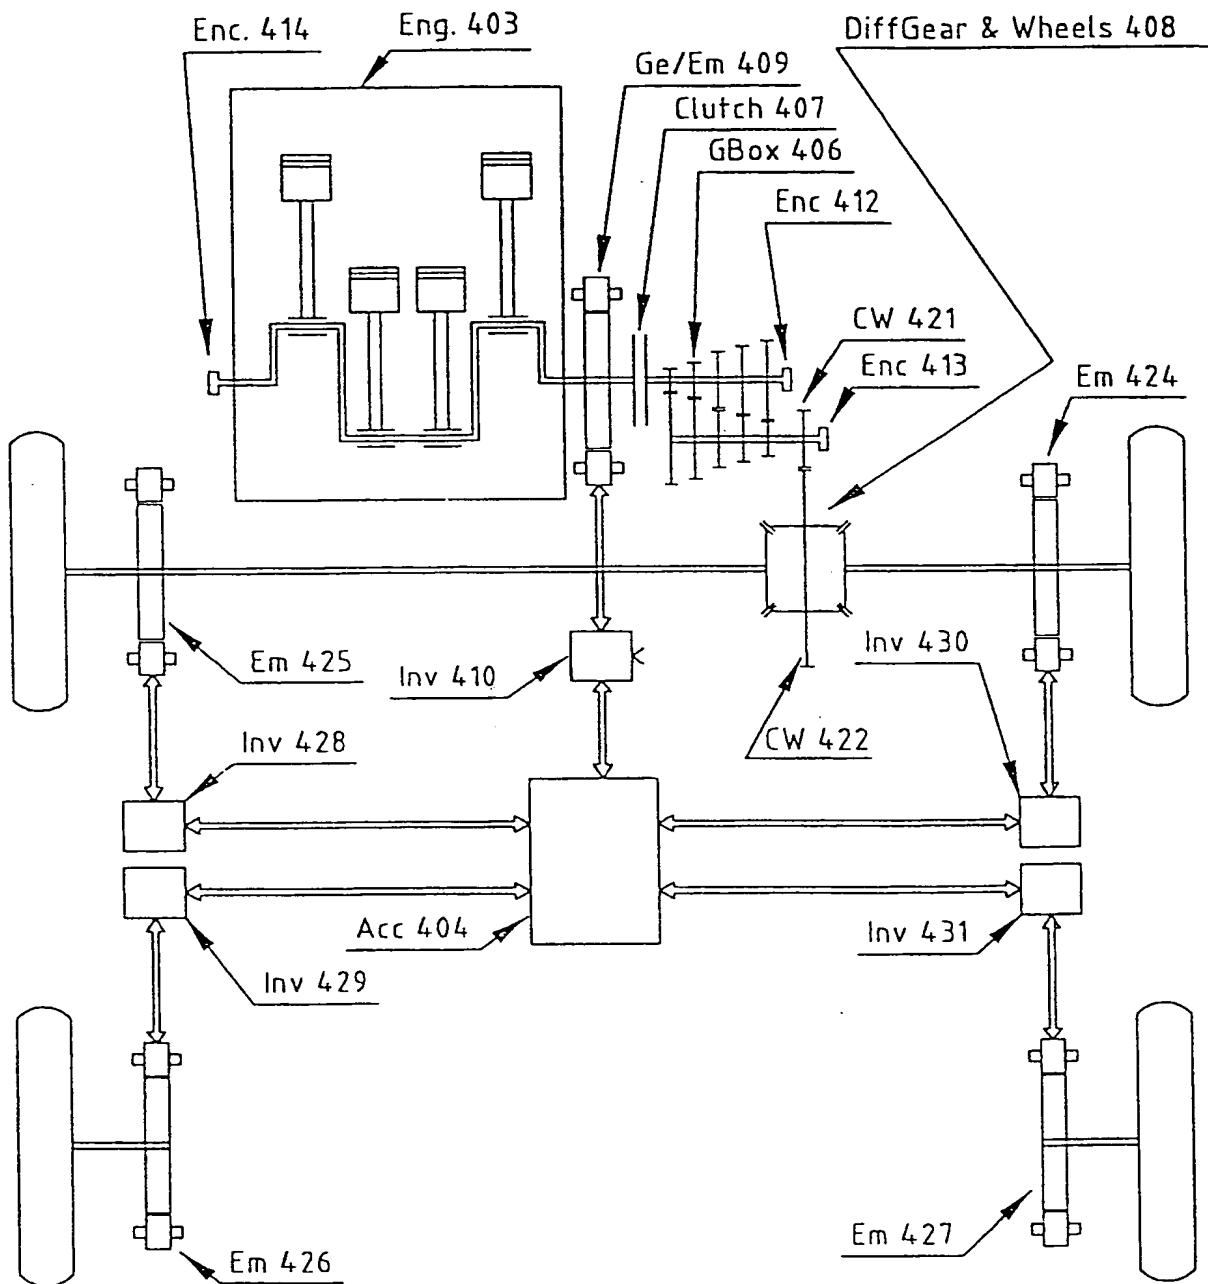 Enc. 414
Eng. 403
DiffGear & Wheels 408
Ge/Em 409
Clutch 407
GBox 406
Enc 412
CW 421
Enc 413
Em 424
Em 425
Inv 410
Inv 430
Inv 428
CW 422
Acc 404
Inv 431
Inv 429
Em 427
Em 426